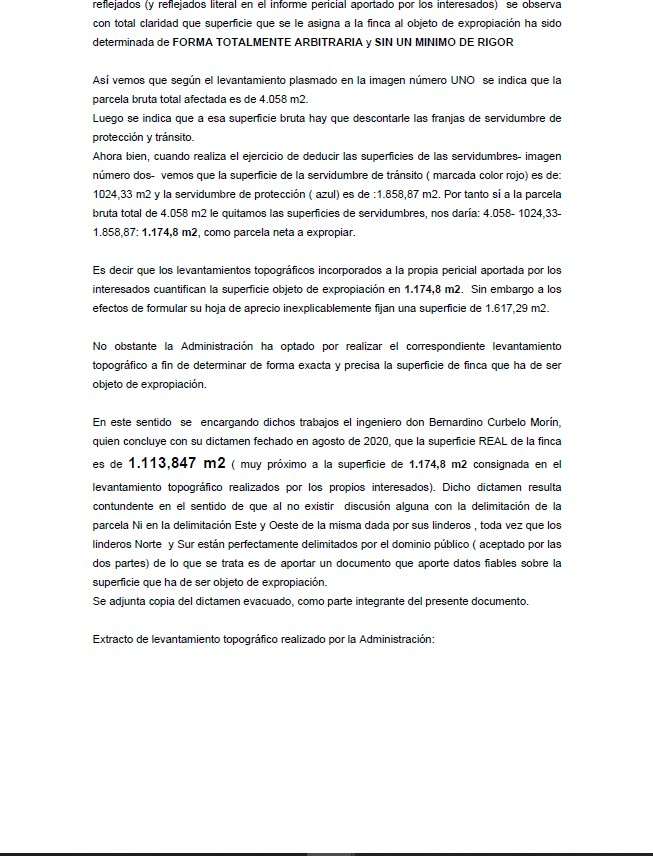 reflejados (y reflejados literal en el informe pericial aportado por los interesados) se observa
con total claridad que superficie que se le asigna a la finca al objeto de expropiación ha sido
determinada de FORMA TOTALMENTE ARBITRARIA y SIN UN MINIMO DE RIGOR
Así vemos que según el levantamiento plasmado en la imagen número UNO se indica que la
parcela bruta total afectada es de 4.058 m2.
Luego se indica que a esa superficie bruta hay que descontarle las franjas de servidumbre de
protección y tránsito.
Ahora bien, cuando realiza el ejercicio de deducir las superficies de las servidumbres- imagen
número dos- vemos que la superficie de la servidumbre de tránsito ( marcada color rojo) es de:
1024,33 m2 y la servidumbre de protección ( azul) es de :1.858,87 m2. Por tanto sí a la parcela
bruta total de 4.058 m2 le quitamos las superficies de servidumbres, nos daría: 4.058- 1024,33-
1.858,87: 1.174,8 m2, como parcela neta a expropiar.
Es decir que los levantamientos topográficos incorporados a la propia pericial aportada por los
interesados cuantifican la superficie objeto de expropiación en 1.174,8 m2. Sin embargo a los
efectos de formular su hoja de aprecio inexplicablemente fijan una superficie de 1.617,29 m2.
No obstante la Administración ha optado por realizar el correspondiente levantamiento
topográfico a fin de determinar de forma exacta y precisa la superficie de finca que ha de ser
objeto de expropiación.
En este sentido se encargando dichos trabajos el ingeniero don Bernardino Curbelo Morín,
quien concluye con su dictamen fechado en agosto de 2020, que la superficie REAL de la finca
es de 1.113,847 m2 ( muy próximo a la superficie de 1.174,8 m2 consignada en el
levantamiento topográfico realizados por los propios interesados). Dicho dictamen resulta
contundente en el sentido de que al no existir discusión alguna con la delimitación de la
parcela Ni en la delimitación Este y Oeste de la misma dada por sus linderos , toda vez que los
linderos Norte y Sur están perfectamente delimitados por el dominio público ( aceptado por las
dos partes) de lo que se trata es de aportar un documento que aporte datos fiables sobre la
superficie que ha de ser objeto de expropiación.
Se adjunta copia del dictamen evacuado, como parte integrante del presente documento.
Extracto de levantamiento topográfico realizado por la Administración: